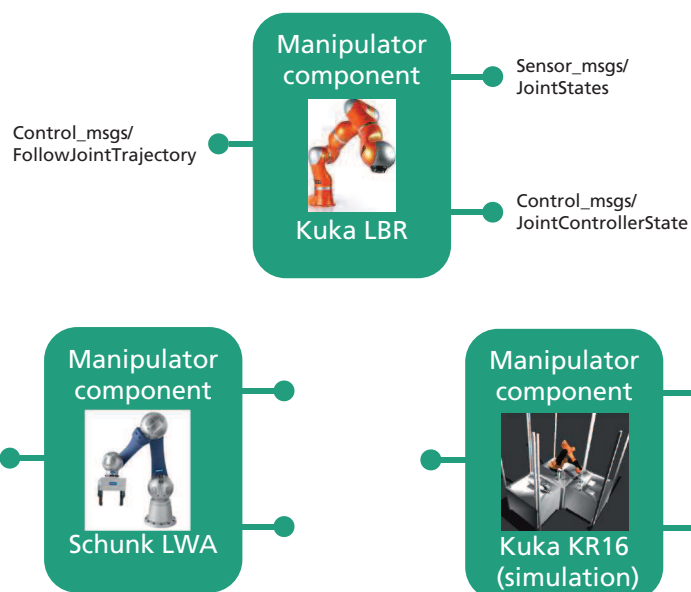 Manipulator
component
Kuka LBR
Control_msgs/
FollowJointTrajectory
Sensor_msgs/
JointStates
Control_msgs/
JointControllerState
Manipulator
component
Schunk LWA
Manipulator
component
Kuka KR16
(simulation)